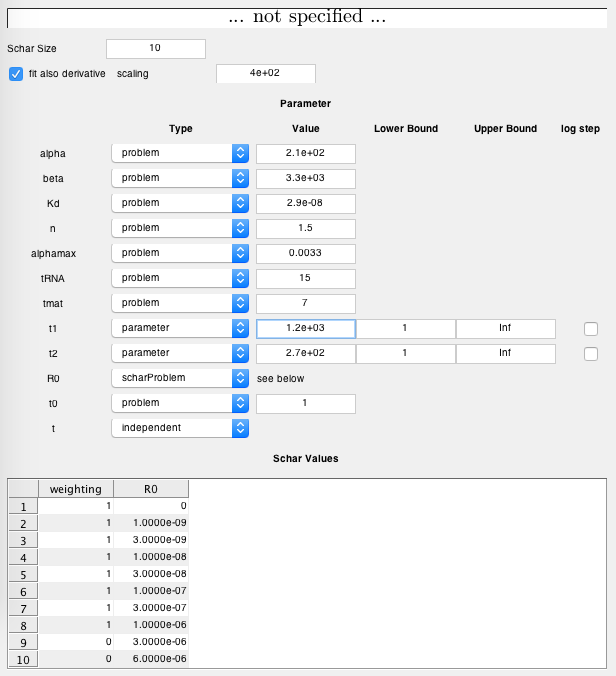 ... not specified ...
Schar Size 10
fit also derivative scaling 4e+02
Parameter
Type Value Lower Bound Upper Bound log step
alpha problem 2.1e+02
beta problem 3.3e+03
Kd problem 2.9e-08
n problem 1.5
alphamax problem 0.0033
tRNA problem 15
tmat problem 7
t1 parameter 1.2e+03 1 Inf
t2 parameter 2.7e+02 1 Inf
R0 scharProblem see below
t0 problem 1
t independent
Schar Values
weighting R0
1 1 0
2 1 1.0000e-09
3 1 3.0000e-09
4 1 1.0000e-08
5 1 3.0000e-08
6 1 1.0000e-07
7 1 3.0000e-07
8 1 1.0000e-06
9 0 3.0000e-06
10 0 6.0000e-06